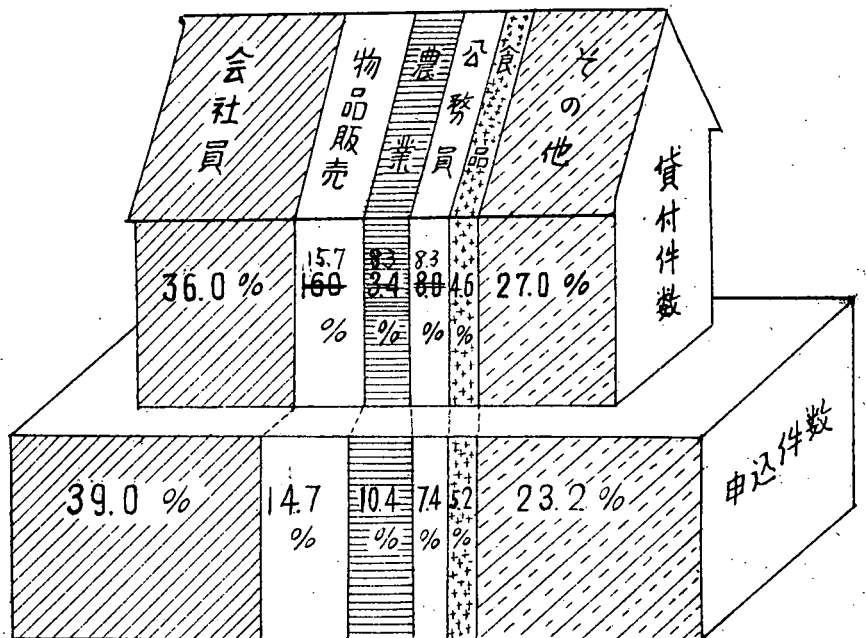 会社員
物品販売
農業
公務員
食品
その他
貸付件数
15.7
8.3
8.3
36.0 %
16.0
%
3.4
%
8.0
%
4.6
%
27.0 %
申込件数
39.0 %
14.7
%
10.4
%
7.4
%
5.2
%
23.2 %